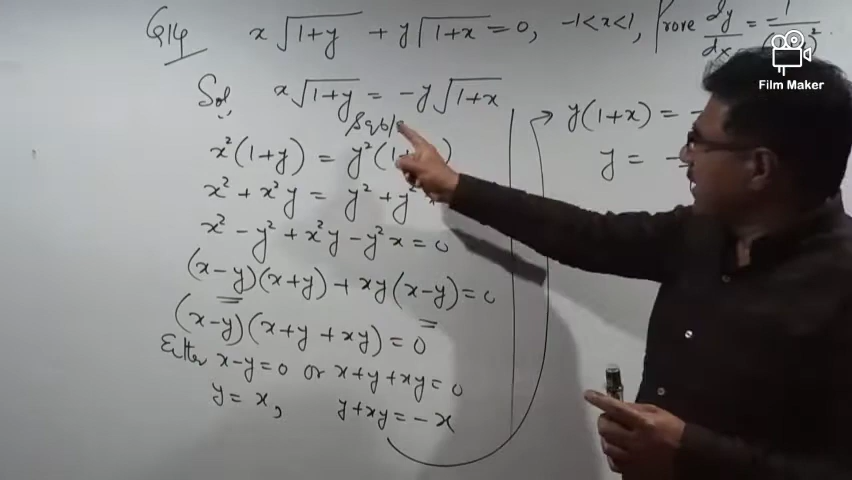 Q14 x√1+y + y√1+x = 0, -1<x<1, Prove dy/dx = -1/
Sol, x√1+y = -y√1+x
Sqb/s
x²(1+y) = y²(1+
x² + x²y = y² + y²x
x² - y² + x²y - y²x = 0
(x-y)(x+y) + xy(x-y) = 0
(x-y)(x+y+xy) = 0
Either x-y=0 or x+y+xy=0
y = x, y+xy = -x
→ y(1+x) = -
y = -
Film Maker